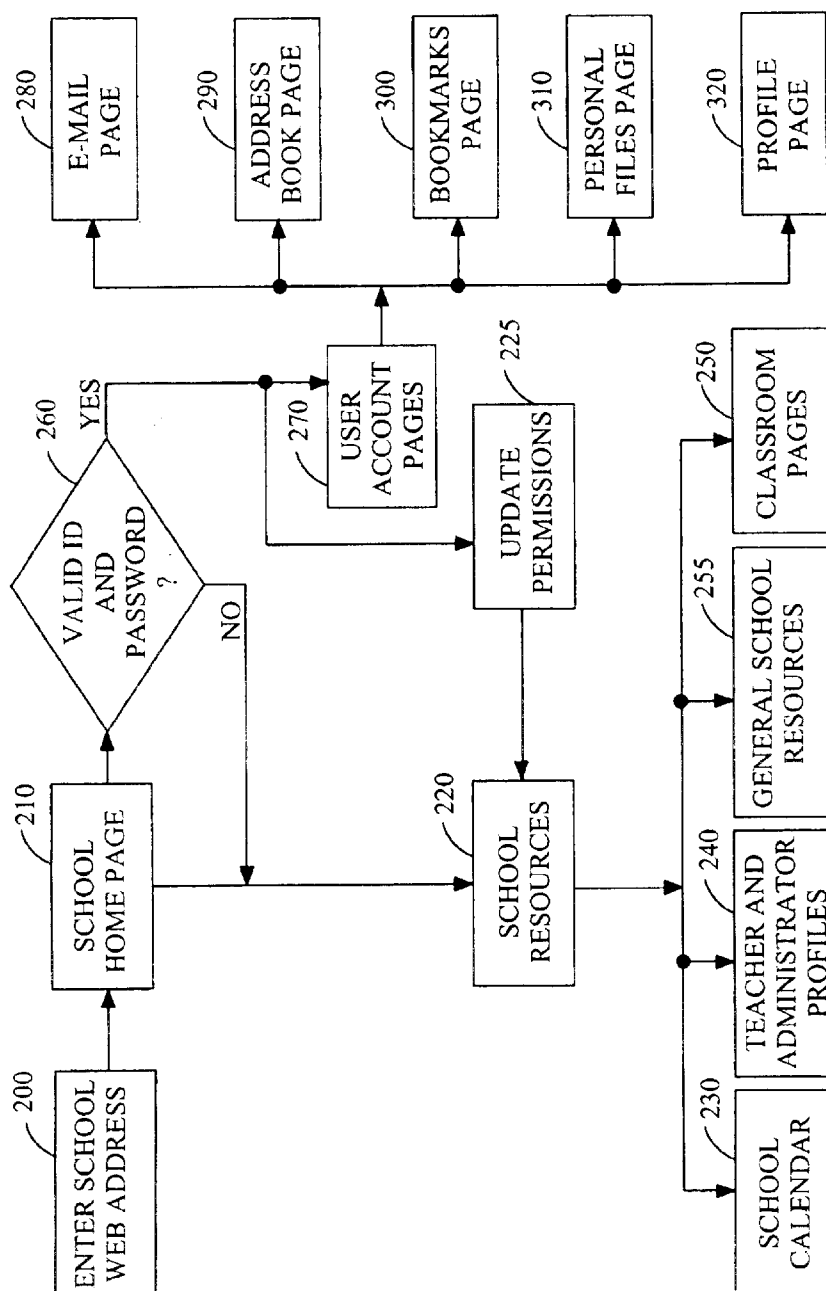 200
ENTER SCHOOL
WEB ADDRESS
210
SCHOOL
HOME PAGE
260
VALID ID
AND
PASSWORD
?
YES
NO
270
USER
ACCOUNT
PAGES
280
E-MAIL
PAGE
290
ADDRESS
BOOK PAGE
300
BOOKMARKS
PAGE
310
PERSONAL
FILES PAGE
320
PROFILE
PAGE
220
SCHOOL
RESOURCES
225
UPDATE
PERMISSIONS
230
SCHOOL
CALENDAR
240
TEACHER AND
ADMINISTRATOR
PROFILES
255
GENERAL SCHOOL
RESOURCES
250
CLASSROOM
PAGES